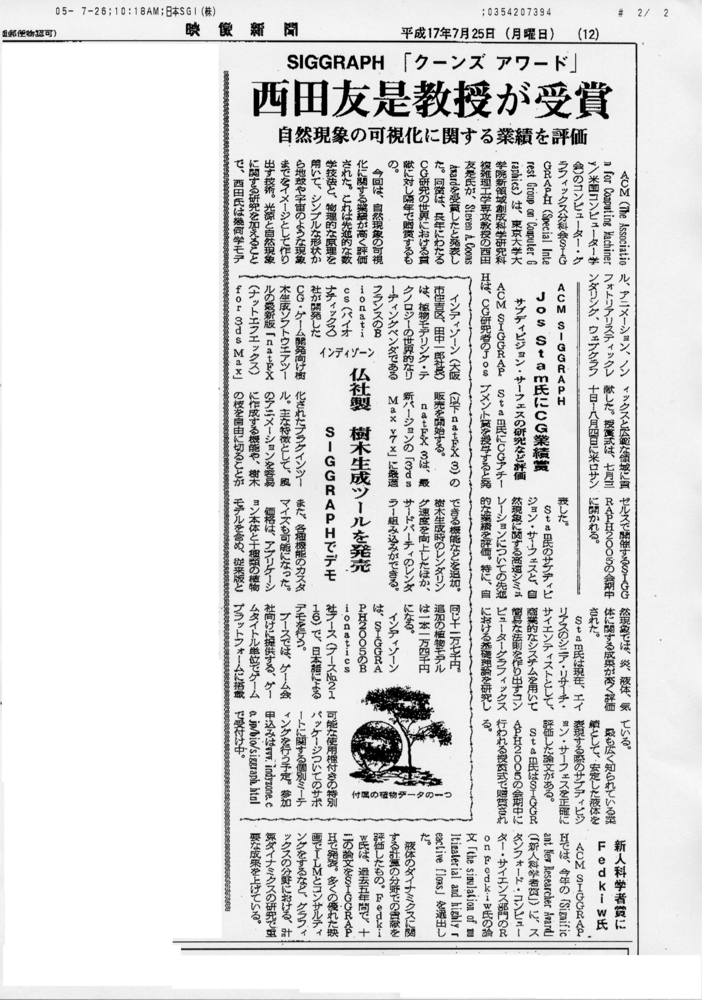 05- 7-26;10:18AM;日本SGI(株)
;0354207394
# 2/ 2
郵便物認可)
映像新聞
平成17年7月25日(月曜日)
(12)
SIGGRAPH「クーンズ アワード」
西田友是教授が受賞
自然現象の可視化に関する業績を評価
ACM(The Associatio
n for Computing Machiner
y/米国コンピューター学
会)のコンピューター・グ
ラフィックス分科会SIG
GRAPH(Special Inte
rest Group on Computer G
raphics)は、東京大学大
学院新領域創成科学研究科
複雑理工学専攻教授の西田
友是氏が、Steven A.Coons
Awardを受賞したと発表し
た。同賞は、長年にわたる
CG研究の世界における貢
献に対し隔年で贈賞するも
の。
今回は、自然現象の可視
化に関する業績が高く評価
された。これは先進的な数
学技法と、物理的な原理を
用いて、シンプルな形状か
ら地球や宇宙のような現象
までをイメージとして作り
出す技術。光源と自然現象
に関する研究を加えること
で、西田氏は幾何学モデ
ル、アニメーション、ノン
フォトリアリスティックレ
ンダリング、ウェブグラフ
ィックスと広範な領域に貢
献した。授賞式は、七月三
十日−八月四日に米ロサン
ゼルスで開催するSIGG
RAPH2005の会期中
に開かれる。
ACM SIGGRAPH
Jos Stam氏にCG業績賞
サブディビジョン・サーフェスの研究など評価
ACM SIGGRAP
Hは、CG研究者のJos
Stam氏にCGアチー
ブメント賞を授与すると発
表した。
Stam氏のサブディビ
ジョン・サーフェスと、自
然現象に関する高速シミュ
レーションについての先進
的な業績を評価。特に、自
然現象では、炎、液体、気
体に関する成果が高く評価
された。
Stam氏は現在、エイ
リアスのシニア・リサーチ・
サイエンティストとして、
商業的なシステムを用いて
簡易な法則を作り出すコン
ピューターグラフィックス
における基礎理論を研究し
ている。
最も広く知られている業
績として、安定した液体を
表現する際のサブディビジ
ョン・サーフェスを正確に
評価した論文がある。
Stam氏はSIGGR
APH2005の会期中に
行われる授賞式で贈賞され
る。
インディゾーン
仏社製 樹木生成ツールを発売
SIGGRAPHでデモ
インディゾーン(大阪
市住吉区、田中一郎社長)
は、植物モデリング・テ
クノロジーの世界的なリ
ーディングベンダである
フランスのB
ionati
cs(バイオ
ナティックス)
社が開発した
CG・ゲーム開発向け樹
木生成ソフトウエアツー
ルの最新版「natFX
(ナットエフエックス)
for 3ds Max」
(以下natFX 3)の
販売を開始する。
natFX 3は、最
新バージョンの「3ds
Max v7x」に最適
化されたプラグインツー
ル。主な特徴として、風
のアニメーションを容易
に作成する機能や、樹木
の枝を自由に切ることが
できる機能などを追加。
樹木生成時のレンダリン
グ速度を向上したほか、
サードパーティのレンダ
ラー組み込みができる。
また、各種機能のカスタ
マイズも可能になった。
価格は、アプリケーシ
ョン本体と十種類の植物
モデルを含め、従来版と
同じ十一万七千円。
追加の植物モデル
は一本一万四千円
になる。
インディゾーン
は、SIGGRA
PH2005のB
ionatics
社ブース(ブースNo.21
16)で、日本語による
デモを行う。
ブースでは、ゲーム会
社向けに提供する、ゲー
ムタイトル単位でゲーム
プラットフォームに搭載
可能な使用権付きの特別
パッケージついてのサポ
ートに関する個別ミーテ
ィングを行う予定。参加
申込みはwww.indyzone.c
o.jp/bio/siggraph.html
で受付け中。
付属の植物データの一つ
新人科学者賞に
Fedkiw氏
ACM SIGGRAP
Hでは、今年の「Signific
ant New Researcher Award」
(「新人科学者賞」)に、ス
タンフォード・コンピュー
ター・サイエンス部門のR
on Fedkiw氏の論
文「the simulation of mu
ltimaterial and highly r
eactive flows」を選出し
た。
液体のダイナミクスに関
する計算の分野での貢献を
評価したもの。Fedki
w氏は、過去五年間で、十
二の論文をSIGGRAP
Hで発表。多くの優れた映
画でILMとコンサルティ
ングをするなど、グラフィ
ックスの分野における、計
算ダイナミクスの研究で重
要な成果を上げている。